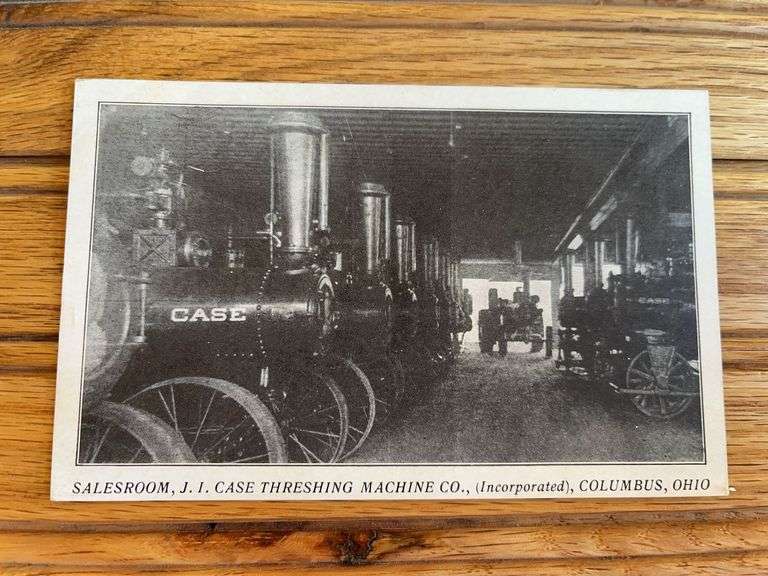 CASE
SALESROOM, J. I. CASE THRESHING MACHINE CO., (Incorporated), COLUMBUS, OHIO